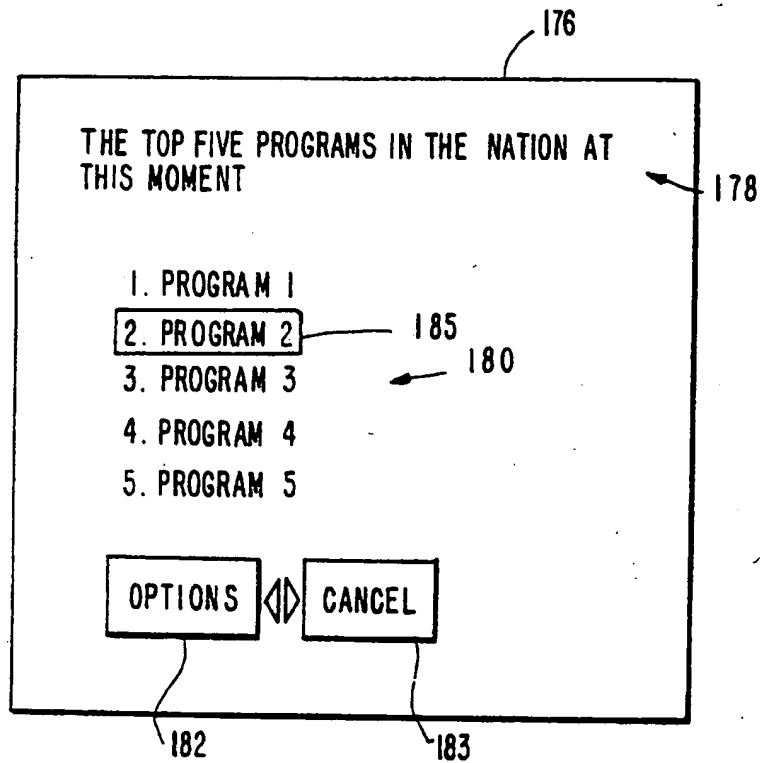 176
THE TOP FIVE PROGRAMS IN THE NATION AT
THIS MOMENT
178
1. PROGRAM 1
2. PROGRAM 2
185
3. PROGRAM 3
180
4. PROGRAM 4
5. PROGRAM 5
OPTIONS
CANCEL
182
183